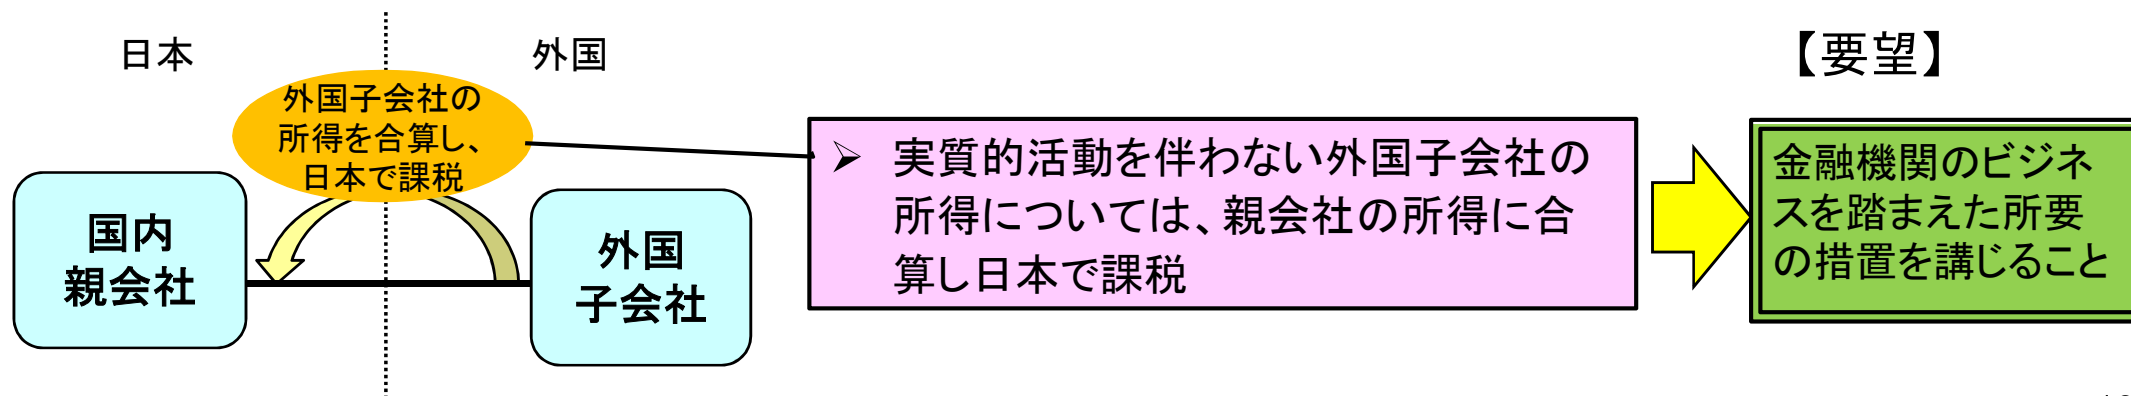 日本
外国
【要望】
外国子会社の
所得を合算し、
日本で課税
国内
親会社
外国
子会社
➢ 実質的活動を伴わない外国子会社の
所得については、親会社の所得に合
算し日本で課税
金融機関のビジネ
スを踏まえた所要
の措置を講じること